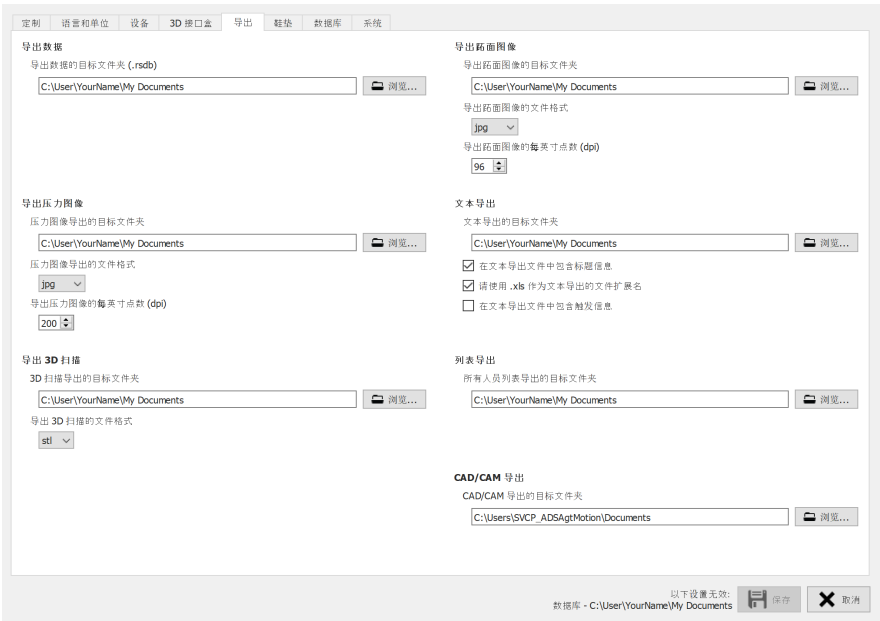 定制 语言和单位 设备 3D 接口盒 导出 鞋垫 数据库 系统
导出数据
导出数据的目标文件夹 (.rsdb)
C:\User\YourName\My Documents 浏览...
导出跖面图像
导出跖面图像的目标文件夹
C:\User\YourName\My Documents 浏览...
导出跖面图像的文件格式
jpg
导出跖面图像的每英寸点数 (dpi)
96
导出压力图像
压力图像导出的目标文件夹
C:\User\YourName\My Documents 浏览...
压力图像导出的文件格式
jpg
导出压力图像的每英寸点数 (dpi)
200
文本导出
文本导出的目标文件夹
C:\User\YourName\My Documents 浏览...
在文本导出文件中包含标题信息
请使用 .xls 作为文本导出的文件扩展名
在文本导出文件中包含触发信息
导出 3D 扫描
3D 扫描导出的目标文件夹
C:\User\YourName\My Documents 浏览...
导出 3D 扫描的文件格式
stl
列表导出
所有人员列表导出的目标文件夹
C:\User\YourName\My Documents 浏览...
CAD/CAM 导出
CAD/CAM 导出的目标文件夹
C:\Users\SVCP_ADSAgtMotion\Documents 浏览...
以下设置无效:
数据库 - C:\User\YourName\My Documents
保存 取消